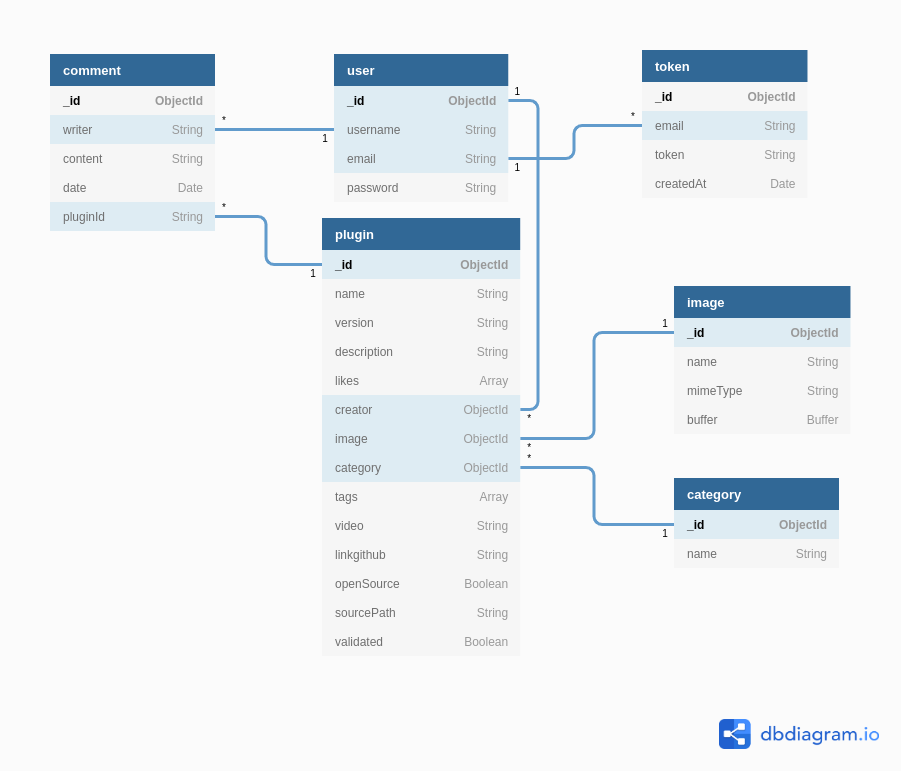 comment
_id ObjectId
writer String
content String
date Date
pluginId String
user
_id ObjectId
username String
email String
password String
token
_id ObjectId
email String
token String
createdAt Date
plugin
_id ObjectId
name String
version String
description String
likes Array
creator ObjectId
image ObjectId
category ObjectId
tags Array
video String
linkgithub String
openSource Boolean
sourcePath String
validated Boolean
image
_id ObjectId
name String
mimeType String
buffer Buffer
category
_id ObjectId
name String
*
1
*
1
1
*
1
*
*
1
*
1
dbdiagram.io